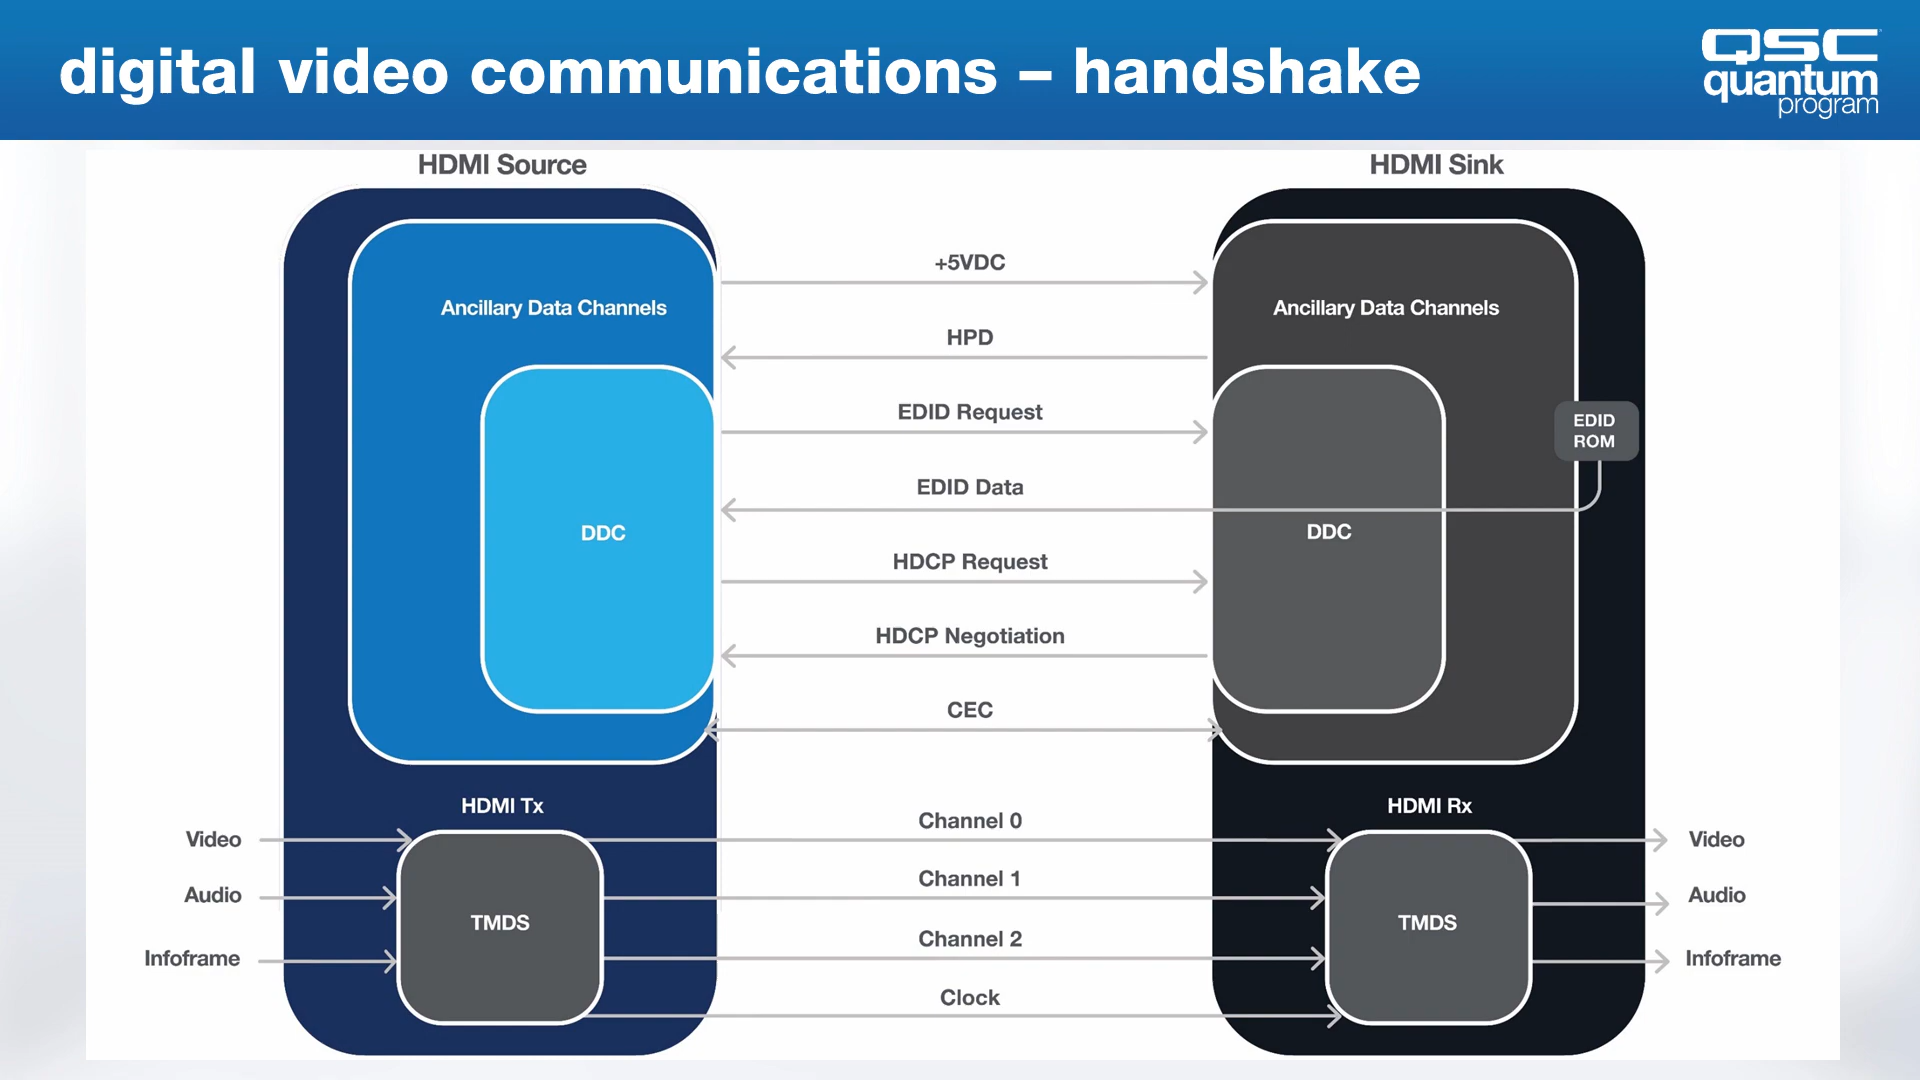 digital video communications – handshake
QSC
quantum
program
HDMI Source
HDMI Sink
+5VDC
Ancillary Data Channels
Ancillary Data Channels
HPD
EDID Request
EDID
ROM
EDID Data
DDC
DDC
HDCP Request
HDCP Negotiation
CEC
HDMI Tx
HDMI Rx
Channel 0
Video
Video
Channel 1
Audio
Audio
TMDS
TMDS
Channel 2
Infoframe
Infoframe
Clock